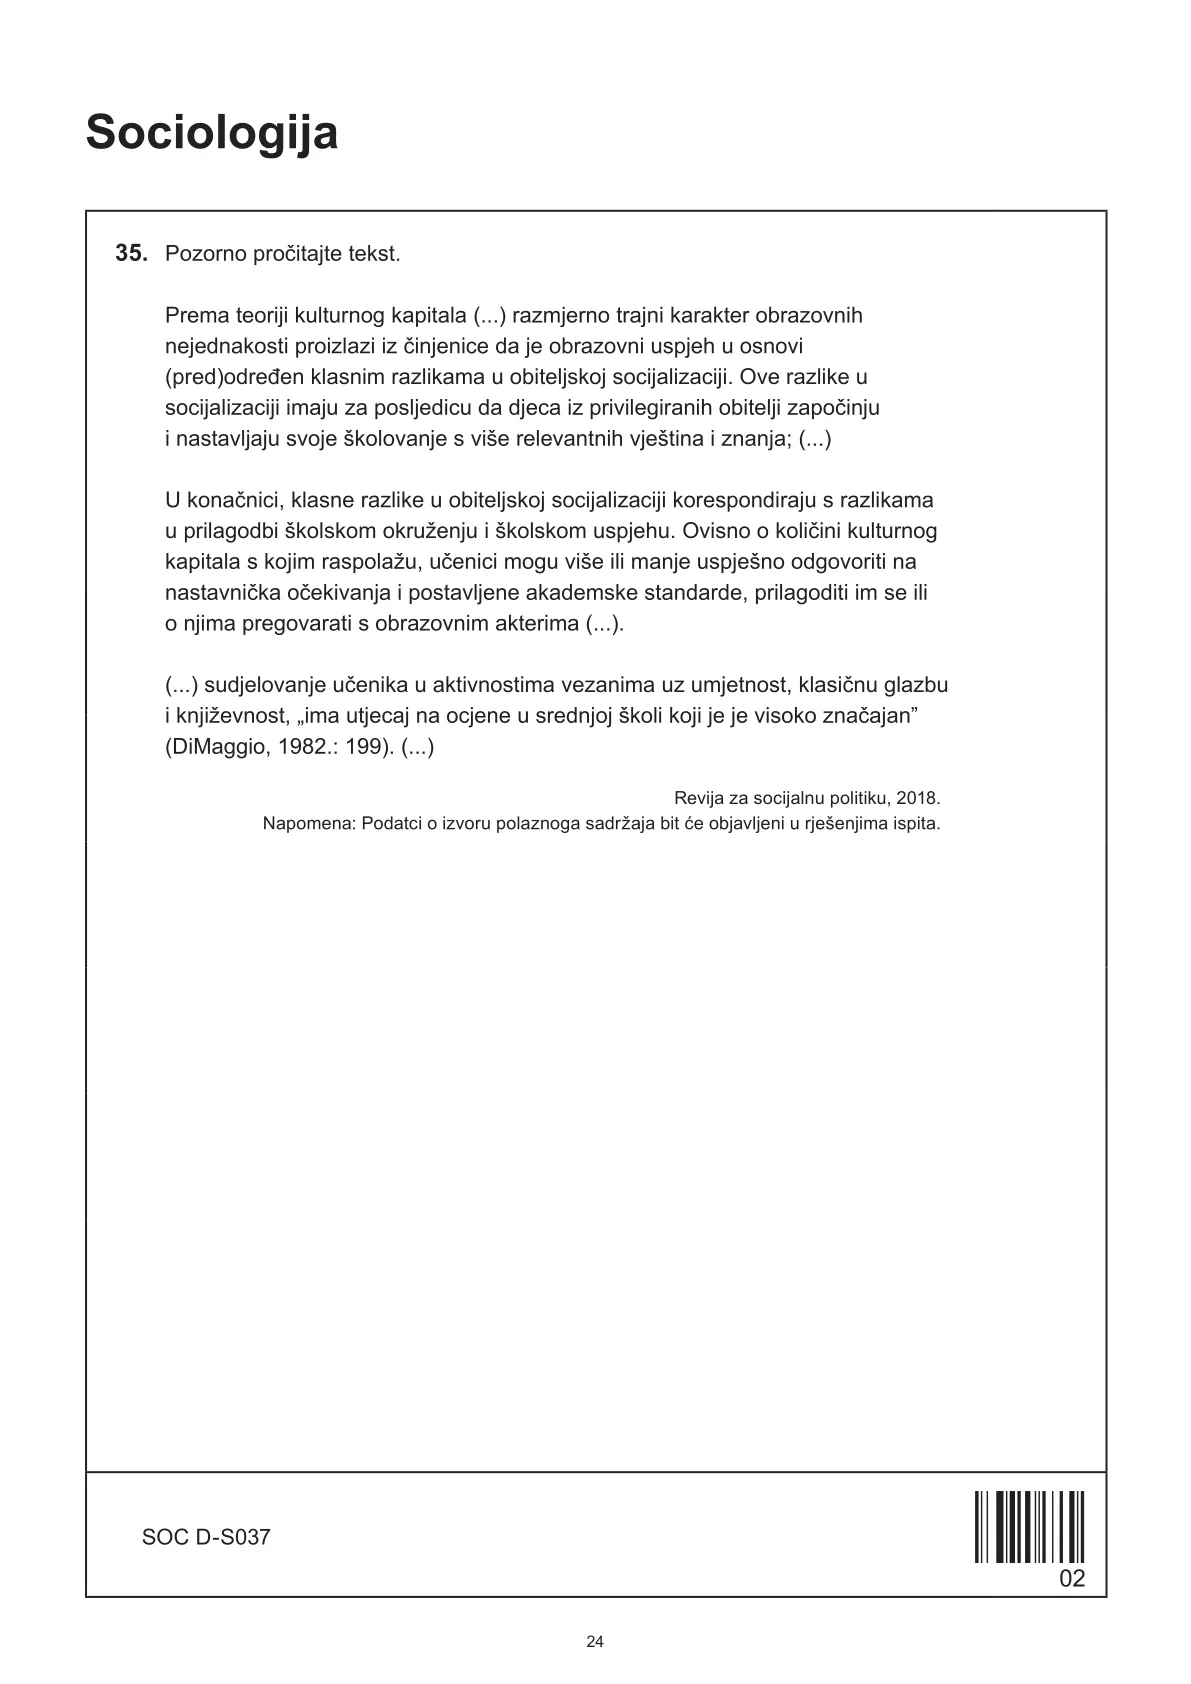 Sociologija
35. Pozorno pročitajte tekst.
Prema teoriji kulturnog kapitala (...) razmjerno trajni karakter obrazovnih
nejednakosti proizlazi iz činjenice da je obrazovni uspjeh u osnovi
(pred)određen klasnim razlikama u obiteljskoj socijalizaciji. Ove razlike u
socijalizaciji imaju za posljedicu da djeca iz privilegiranih obitelji započinju
i nastavljaju svoje školovanje s više relevantnih vještina i znanja; (...)
U konačnici, klasne razlike u obiteljskoj socijalizaciji korespondiraju s razlikama
u prilagodbi školskom okruženju i školskom uspjehu. Ovisno o količini kulturnog
kapitala s kojim raspolažu, učenici mogu više ili manje uspješno odgovoriti na
nastavnička očekivanja i postavljene akademske standarde, prilagoditi im se ili
o njima pregovarati s obrazovnim akterima (...).
(...) sudjelovanje učenika u aktivnostima vezanima uz umjetnost, klasičnu glazbu
i književnost, „ima utjecaj na ocjene u srednjoj školi koji je je visoko značajan”
(DiMaggio, 1982.: 199). (...)
Revija za socijalnu politiku, 2018.
Napomena: Podatci o izvoru polaznoga sadržaja bit će objavljeni u rješenjima ispita.
SOC D-S037
02
24